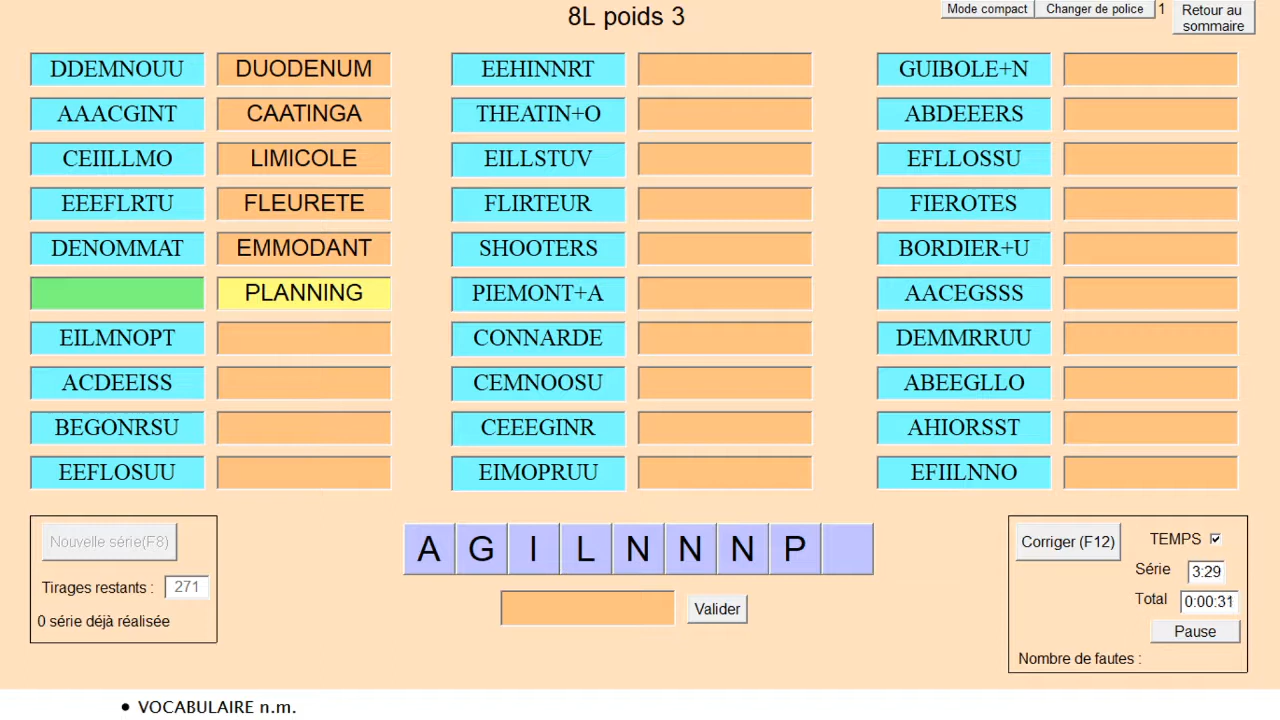 8L poids 3
Mode compact Changer de police 1 Retour au sommaire
DDEMNOUU DUODENUM EEHINNRT GUIBOLE+N
AAACGINT CAATINGA THEATIN+O ABDEEERS
CEIILLMO LIMICOLE EILLSTUV EFLLOSSU
EEEFLRTU FLEURETE FLIRTEUR FIEROTES
DENOMMAT EMMODANT SHOOTERS BORDIER+U
PLANNING PIEMONT+A AACEGSSS
EILMNOPT CONNARDE DEMMRRUU
ACDEEISS CEMNOOSU ABEEGLLO
BEGONRSU CEEEGINR AHIORSST
EEFLOSUU EIMOPRUU EFIILNNO
Nouvelle série(F8)
Tirages restants : 271
0 série déjà réalisée
A G I L N N N P
Valider
Corriger (F12) TEMPS
Série 3:29
Total 0:00:31
Pause
Nombre de fautes :
• VOCABULAIRE n.m.